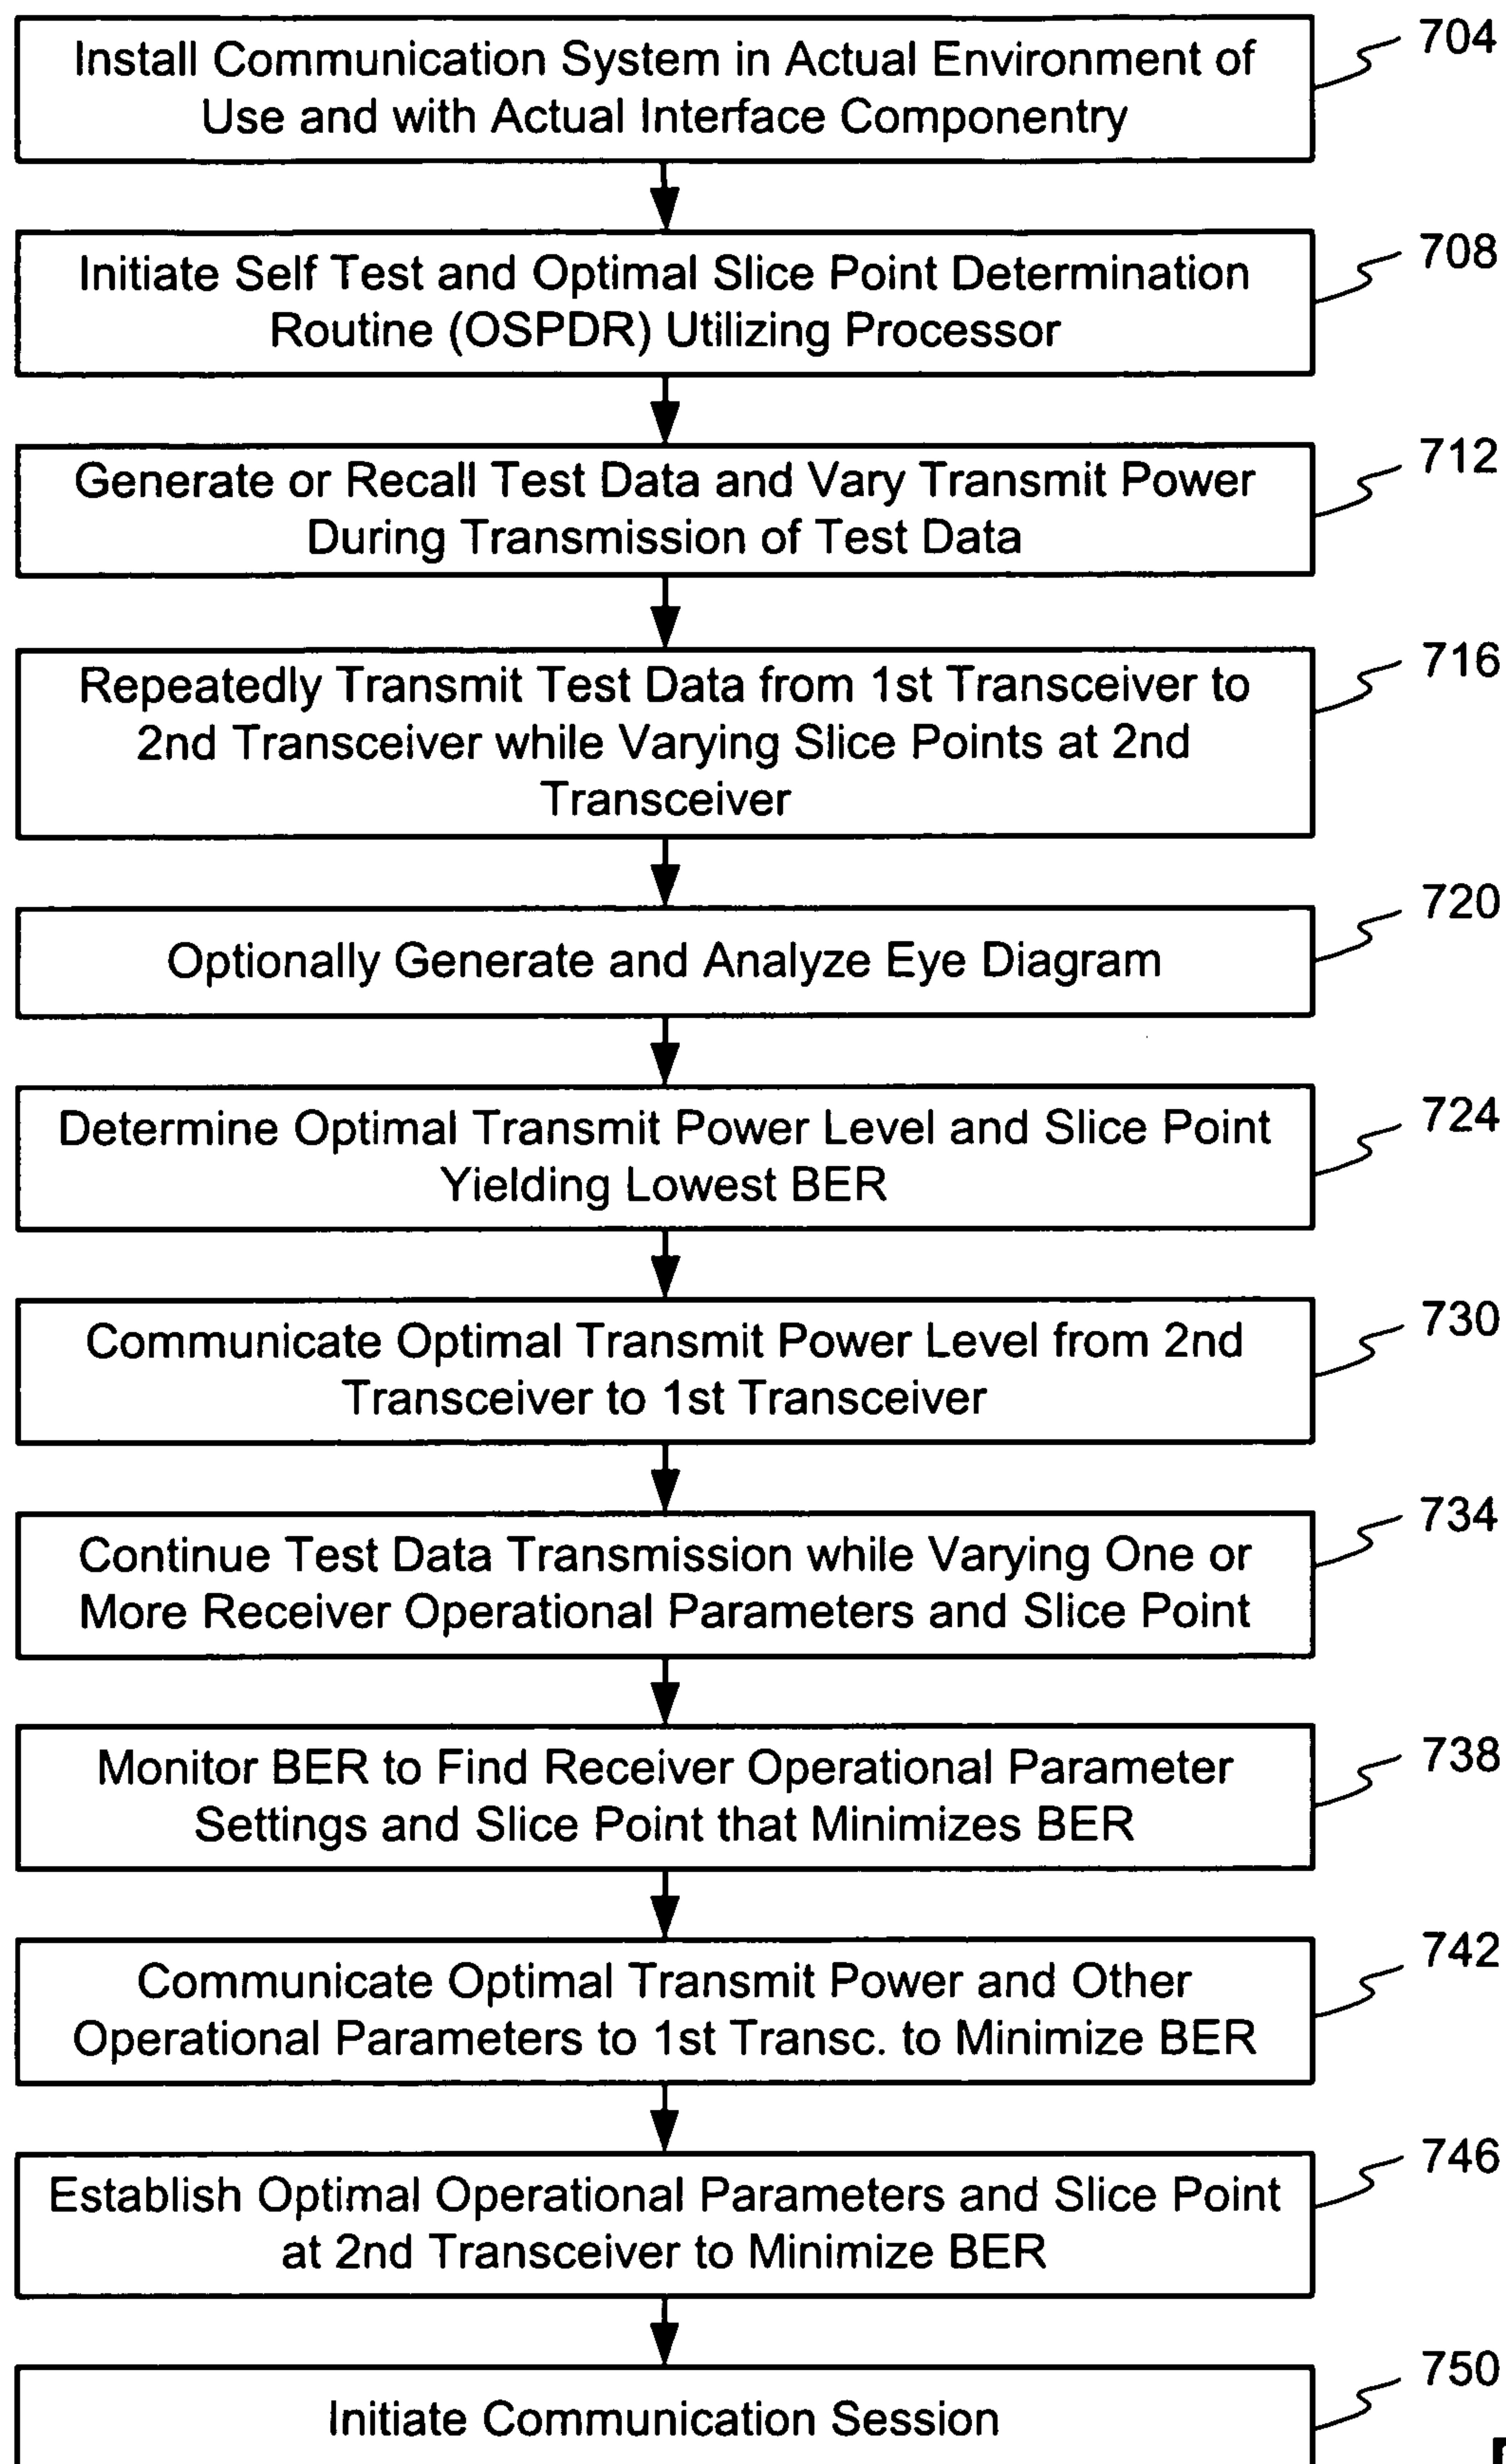 Install Communication System in Actual Environment of
Use and with Actual Interface Componentry
704
Initiate Self Test and Optimal Slice Point Determination
Routine (OSPDR) Utilizing Processor
708
Generate or Recall Test Data and Vary Transmit Power
During Transmission of Test Data
712
Repeatedly Transmit Test Data from 1st Transceiver to
2nd Transceiver while Varying Slice Points at 2nd
Transceiver
716
Optionally Generate and Analyze Eye Diagram
720
Determine Optimal Transmit Power Level and Slice Point
Yielding Lowest BER
724
Communicate Optimal Transmit Power Level from 2nd
Transceiver to 1st Transceiver
730
Continue Test Data Transmission while Varying One or
More Receiver Operational Parameters and Slice Point
734
Monitor BER to Find Receiver Operational Parameter
Settings and Slice Point that Minimizes BER
738
Communicate Optimal Transmit Power and Other
Operational Parameters to 1st Transc. to Minimize BER
742
Establish Optimal Operational Parameters and Slice Point
at 2nd Transceiver to Minimize BER
746
Initiate Communication Session
750